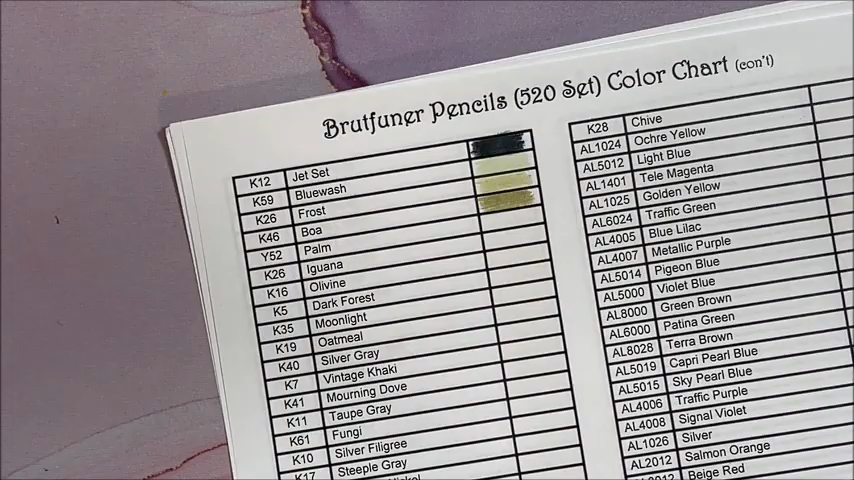 Brutfuner Pencils (520 Set) Color Chart (con't)
K12 Jet Set
K59 Bluewash
K26 Frost
K46 Boa
Y52 Palm
K26 Iguana
K16 Olivine
K5 Dark Forest
K35 Moonlight
K19 Oatmeal
K40 Silver Gray
K7 Vintage Khaki
K41 Mourning Dove
K11 Taupe Gray
K61 Fungi
K10 Silver Filigree
K17 Steeple Gray
K28 Chive
AL1024 Ochre Yellow
AL5012 Light Blue
AL1401 Tele Magenta
AL1025 Golden Yellow
AL6024 Traffic Green
AL4005 Blue Lilac
AL4007 Metallic Purple
AL5014 Pigeon Blue
AL5000 Violet Blue
AL8000 Green Brown
AL6000 Patina Green
AL8028 Terra Brown
AL5019 Capri Pearl Blue
AL5015 Sky Pearl Blue
AL4006 Traffic Purple
AL4008 Signal Violet
AL1026 Silver
AL2012 Salmon Orange
Beige Red